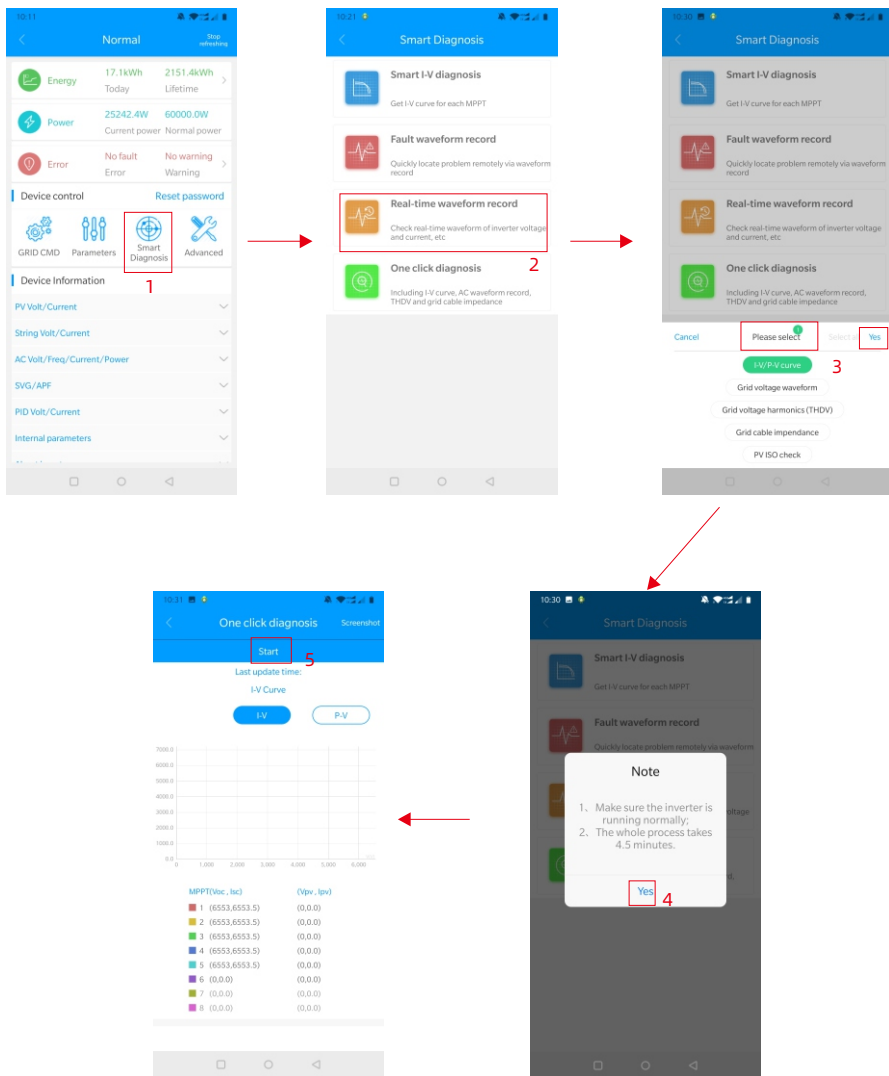 10:11
Normal
Stop refreshing
Energy
17.1kWh
2151.4kWh
Today
Lifetime
Power
25242.4W
60000.0W
Current power
Normal power
Error
No fault
No warning
Error
Warning
Device control
Reset password
GRID CMD
Parameters
Smart Diagnosis
Advanced
1
Device Information
PV Volt/Current
String Volt/Current
AC Volt/Freq/Current/Power
SVG/APF
PID Volt/Current
Internal parameters
10:21
Smart Diagnosis
Smart I-V diagnosis
Get I-V curve for each MPPT
Fault waveform record
Quickly locate problem remotely via waveform
record
Real-time waveform record
Check real-time waveform of inverter voltage
and current, etc
2
One click diagnosis
Including I-V curve, AC waveform record,
THDV and grid cable impedance
10:30
Smart Diagnosis
Smart I-V diagnosis
Get I-V curve for each MPPT
Fault waveform record
Quickly locate problem remotely via waveform
record
Real-time waveform record
Check real-time waveform of inverter voltage
and current, etc
One click diagnosis
Including I-V curve, AC waveform record,
THDV and grid cable impedance
Cancel
Please select
1
Select all
Yes
3
I-V/P-V curve
Grid voltage waveform
Grid voltage harmonics (THDV)
Grid cable impendance
PV ISO check
10:30
Smart Diagnosis
Smart I-V diagnosis
Get I-V curve for each MPPT
Fault waveform record
Quickly locate problem remotely via waveform
oltage
d,
Note
1、 Make sure the inverter is
running normally;
2、 The whole process takes
4.5 minutes.
Yes
4
10:31
One click diagnosis
Screenshot
Start
5
Last update time:
I-V Curve
I-V
P-V
7000.0
6000.0
5000.0
4000.0
3000.0
2000.0
1000.0
0.0
0 1,000 2,000 3,000 4,000 5,000 6,000
MPPT(Voc , Isc) (Vpv , Ipv)
1 (6553,6553.5) (0,0.0)
2 (6553,6553.5) (0,0.0)
3 (6553,6553.5) (0,0.0)
4 (6553,6553.5) (0,0.0)
5 (6553,6553.5) (0,0.0)
6 (0,0.0) (0,0.0)
7 (0,0.0) (0,0.0)
8 (0,0.0) (0,0.0)